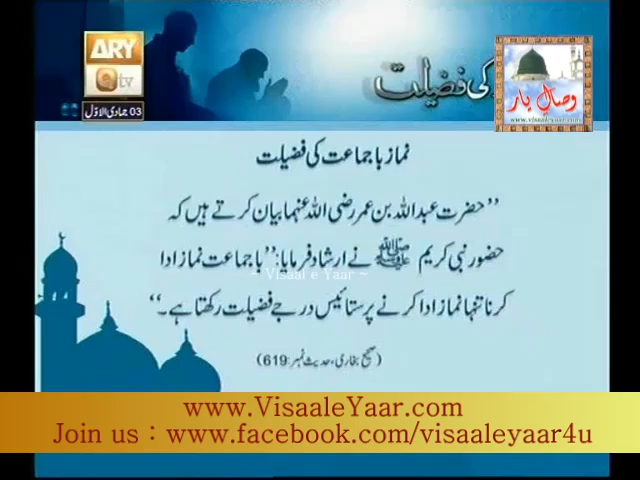 ARY
Qtv
03 جمادی الاوّل
کی فضیلت
وصالِ یار
www.visaaleyaar.com
نماز باجماعت کی فضیلت
’’حضرت عبداللہ بن عمر رضی اللہ عنہما بیان کرتے ہیں کہ
حضور نبی کریم ﷺ نے ارشاد فرمایا: ’’باجماعت نماز ادا
~ Visaal e Yaar ~
کرنا تنہا نماز ادا کرنے پر ستائیس درجے فضیلت رکھتا ہے۔‘‘
(صحیح بخاری، حدیث نمبر: 619)
www.VisaaleYaar.com
Join us : www.facebook.com/visaaleyaar4u